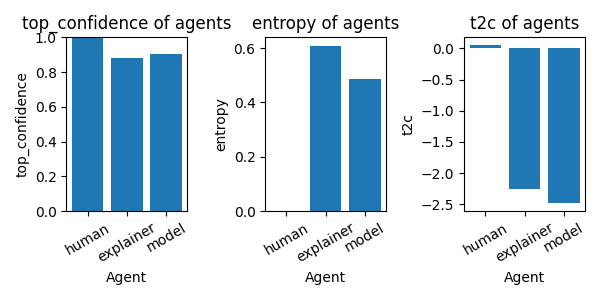 top_confidence of agents
1.0
0.8
0.6
0.4
0.2
0.0
top_confidence
human
explainer
model
Agent
entropy of agents
0.6
0.4
0.2
0.0
entropy
human
explainer
model
Agent
t2c of agents
0.0
−0.5
−1.0
−1.5
−2.0
−2.5
t2c
human
explainer
model
Agent